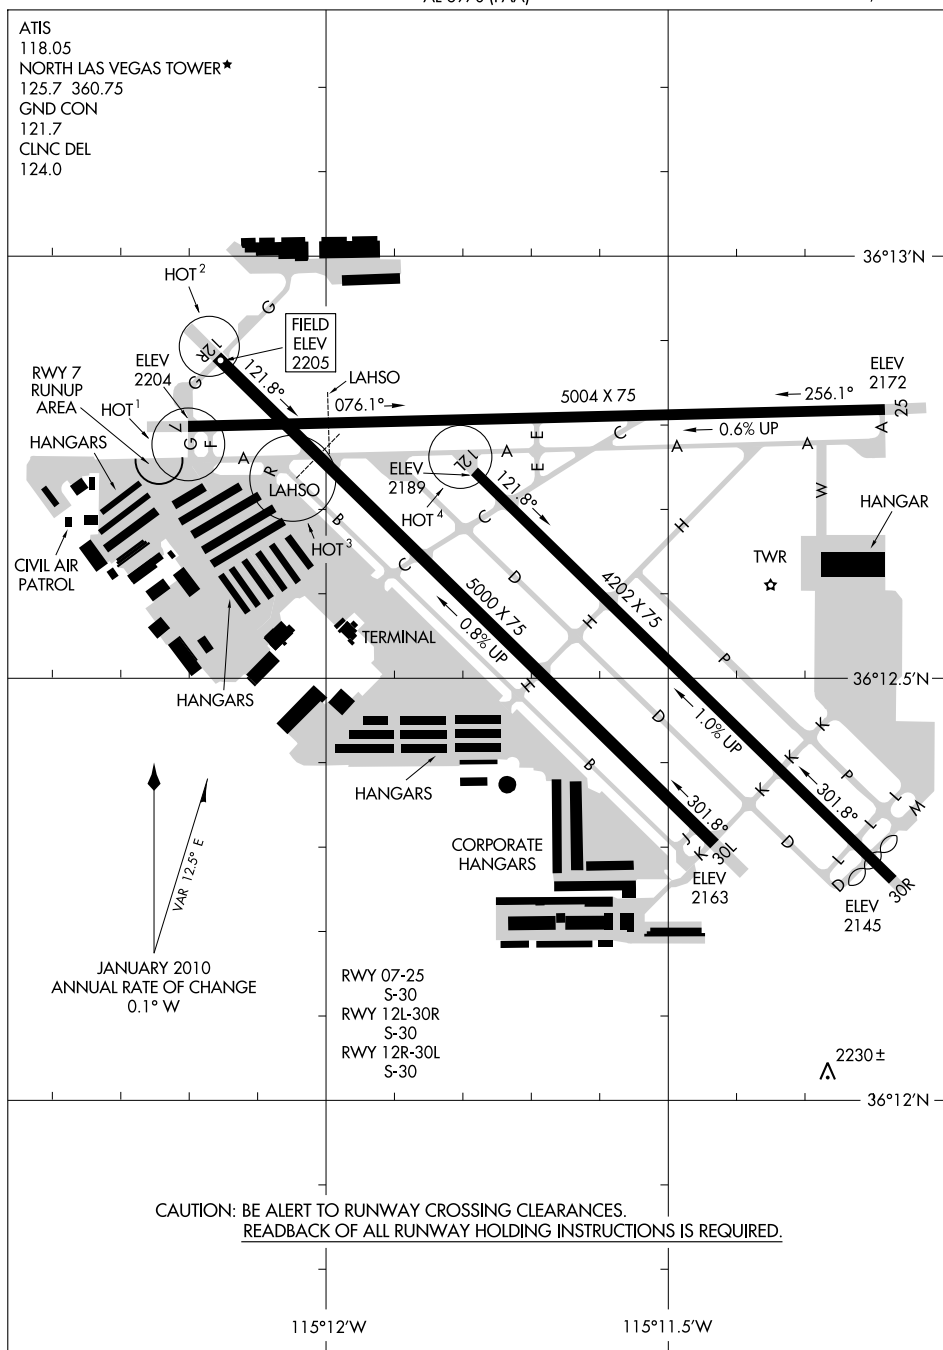 ATIS
118.05
NORTH LAS VEGAS TOWER★
125.7 360.75
GND CON
121.7
CLNC DEL
124.0
36°13'N
HOT²
G
FIELD
ELEV
2205
ELEV
2204
12R
G
121.8°
LAHSO
ELEV
2172
RWY 7
RUNUP
AREA
076.1°
5004 X 75
256.1°
25
HOT¹
7
G
F
0.6% UP
A
E
C
A
A
HANGARS
A
R
A
E
12L
LAHSO
ELEV
2189
121.8°
W
HANGAR
HOT⁴
C
H
B
HOT³
CIVIL AIR
PATROL
C
D
TWR
5000 X 75
4202 X 75
0.8% UP
H
TERMINAL
P
36°12.5'N
HANGARS
H
D
1.0% UP
K
B
K
P
HANGARS
K
301.8°
301.8°
L
M
L
CORPORATE
HANGARS
K
30L
D
L
D
ELEV
2163
30R
ELEV
2145
VAR 12.5° E
JANUARY 2010
ANNUAL RATE OF CHANGE
0.1° W
RWY 07-25
S-30
RWY 12L-30R
S-30
RWY 12R-30L
S-30
2230±
36°12'N
CAUTION: BE ALERT TO RUNWAY CROSSING CLEARANCES.
READBACK OF ALL RUNWAY HOLDING INSTRUCTIONS IS REQUIRED.
115°12'W
115°11.5'W